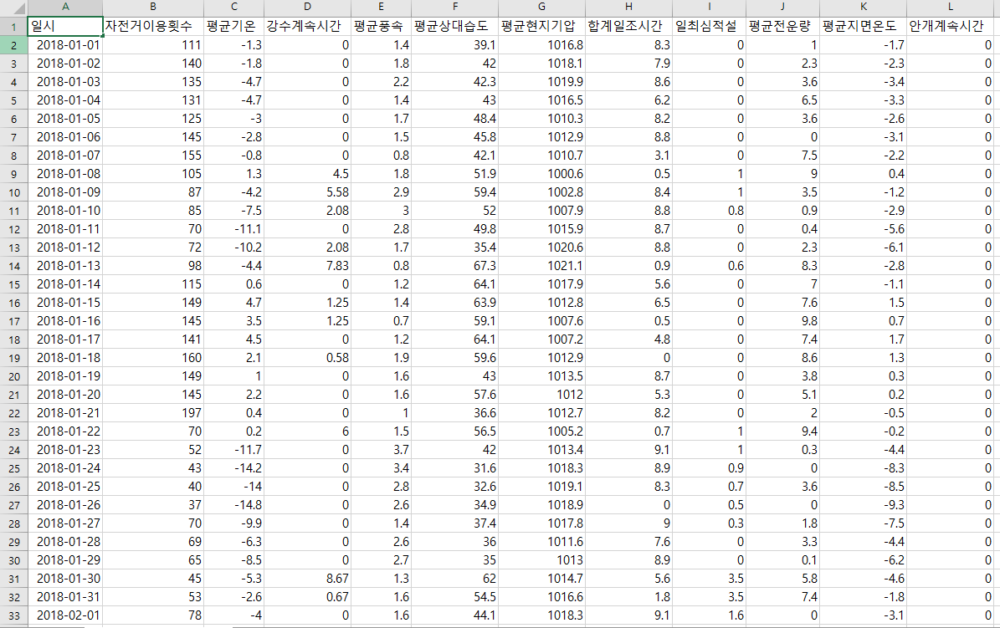 A B C D E F G H I J K L
1 일시 자전거이용횟수 평균기온 강수계속시간 평균풍속 평균상대습도 평균현지기압 합계일조시간 일최심적설 평균전운량 평균지면온도 안개계속시간
2 2018-01-01 111 -1.3 0 1.4 39.1 1016.8 8.3 0 1 -1.7 0
3 2018-01-02 140 -1.8 0 1.8 42 1018.1 7.9 0 2.3 -2.3 0
4 2018-01-03 135 -4.7 0 2.2 42.3 1019.9 8.6 0 3.6 -3.4 0
5 2018-01-04 131 -4.7 0 1.4 43 1016.5 6.2 0 6.5 -3.3 0
6 2018-01-05 125 -3 0 1.7 48.4 1010.3 8.2 0 3.6 -2.6 0
7 2018-01-06 145 -2.8 0 1.5 45.8 1012.9 8.8 0 0 -3.1 0
8 2018-01-07 155 -0.8 0 0.8 42.1 1010.7 3.1 0 7.5 -2.2 0
9 2018-01-08 105 1.3 4.5 1.8 51.9 1000.6 0.5 1 9 0.4 0
10 2018-01-09 87 -4.2 5.58 2.9 59.4 1002.8 8.4 1 3.5 -1.2 0
11 2018-01-10 85 -7.5 2.08 3 52 1007.9 8.8 0.8 0.9 -2.9 0
12 2018-01-11 70 -11.1 0 2.8 49.8 1015.9 8.7 0 0.4 -5.6 0
13 2018-01-12 72 -10.2 2.08 1.7 35.4 1020.6 8.8 0 2.3 -6.1 0
14 2018-01-13 98 -4.4 7.83 0.8 67.3 1021.1 0.9 0.6 8.3 -2.8 0
15 2018-01-14 115 0.6 0 1.2 64.1 1017.9 5.6 0 7 -1.1 0
16 2018-01-15 149 4.7 1.25 1.4 63.9 1012.8 6.5 0 7.6 1.5 0
17 2018-01-16 145 3.5 1.25 0.7 59.1 1007.6 0.5 0 9.8 0.7 0
18 2018-01-17 141 4.5 0 1.2 64.1 1007.2 4.8 0 7.4 1.7 0
19 2018-01-18 160 2.1 0.58 1.9 59.6 1012.9 0 0 8.6 1.3 0
20 2018-01-19 149 1 0 1.6 43 1013.5 8.7 0 3.8 0.3 0
21 2018-01-20 145 2.2 0 1.6 57.6 1012 5.3 0 5.1 0.2 0
22 2018-01-21 197 0.4 0 1 36.6 1012.7 8.2 0 2 -0.5 0
23 2018-01-22 70 0.2 6 1.5 56.5 1005.2 0.7 1 9.4 -0.2 0
24 2018-01-23 52 -11.7 0 3.7 42 1013.4 9.1 1 0.3 -4.4 0
25 2018-01-24 43 -14.2 0 3.4 31.6 1018.3 8.9 0.9 0 -8.3 0
26 2018-01-25 40 -14 0 2.8 32.6 1019.1 8.3 0.7 3.6 -8.5 0
27 2018-01-26 37 -14.8 0 2.6 34.9 1018.9 0 0.5 0 -9.3 0
28 2018-01-27 70 -9.9 0 1.4 37.4 1017.8 9 0.3 1.8 -7.5 0
29 2018-01-28 69 -6.3 0 2.6 36 1011.6 7.6 0 3.3 -4.4 0
30 2018-01-29 65 -8.5 0 2.7 35 1013 8.9 0 0.1 -6.2 0
31 2018-01-30 45 -5.3 8.67 1.3 62 1014.7 5.6 3.5 5.8 -4.6 0
32 2018-01-31 53 -2.6 0.67 1.6 54.5 1016.6 1.8 3.5 7.4 -1.8 0
33 2018-02-01 78 -4 0 1.6 44.1 1018.3 9.1 1.6 0 -3.1 0